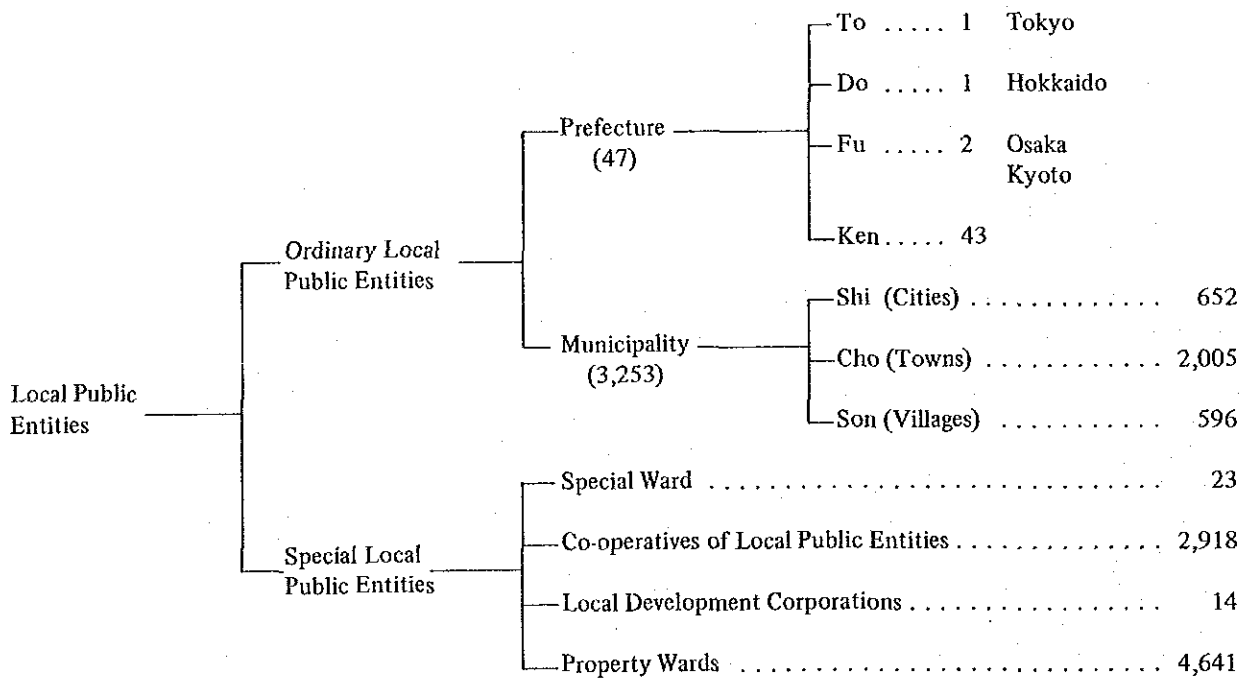 To ..... 1 Tokyo
Do ..... 1 Hokkaido
Prefecture
(47)
Fu ..... 2 Osaka
Kyoto
Ken ..... 43
Ordinary Local
Public Entities
Shi (Cities) ............. 652
Municipality
(3,253)
Cho (Towns) ............ 2,005
Son (Villages) ........... 596
Local Public
Entities
Special Ward ............................. 23
Co-operatives of Local Public Entities ............. 2,918
Special Local
Public Entities
Local Development Corporations ................ 14
Property Wards ........................... 4,641